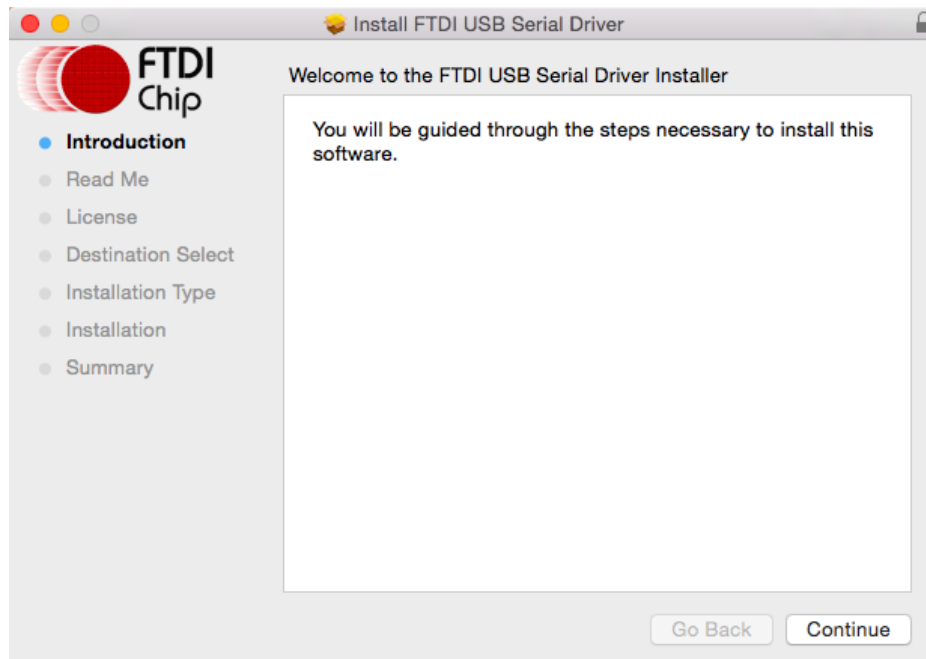 Install FTDI USB Serial Driver
FTDI
Chip
Welcome to the FTDI USB Serial Driver Installer
Introduction
Read Me
License
Destination Select
Installation Type
Installation
Summary
You will be guided through the steps necessary to install this
software.
Go Back
Continue